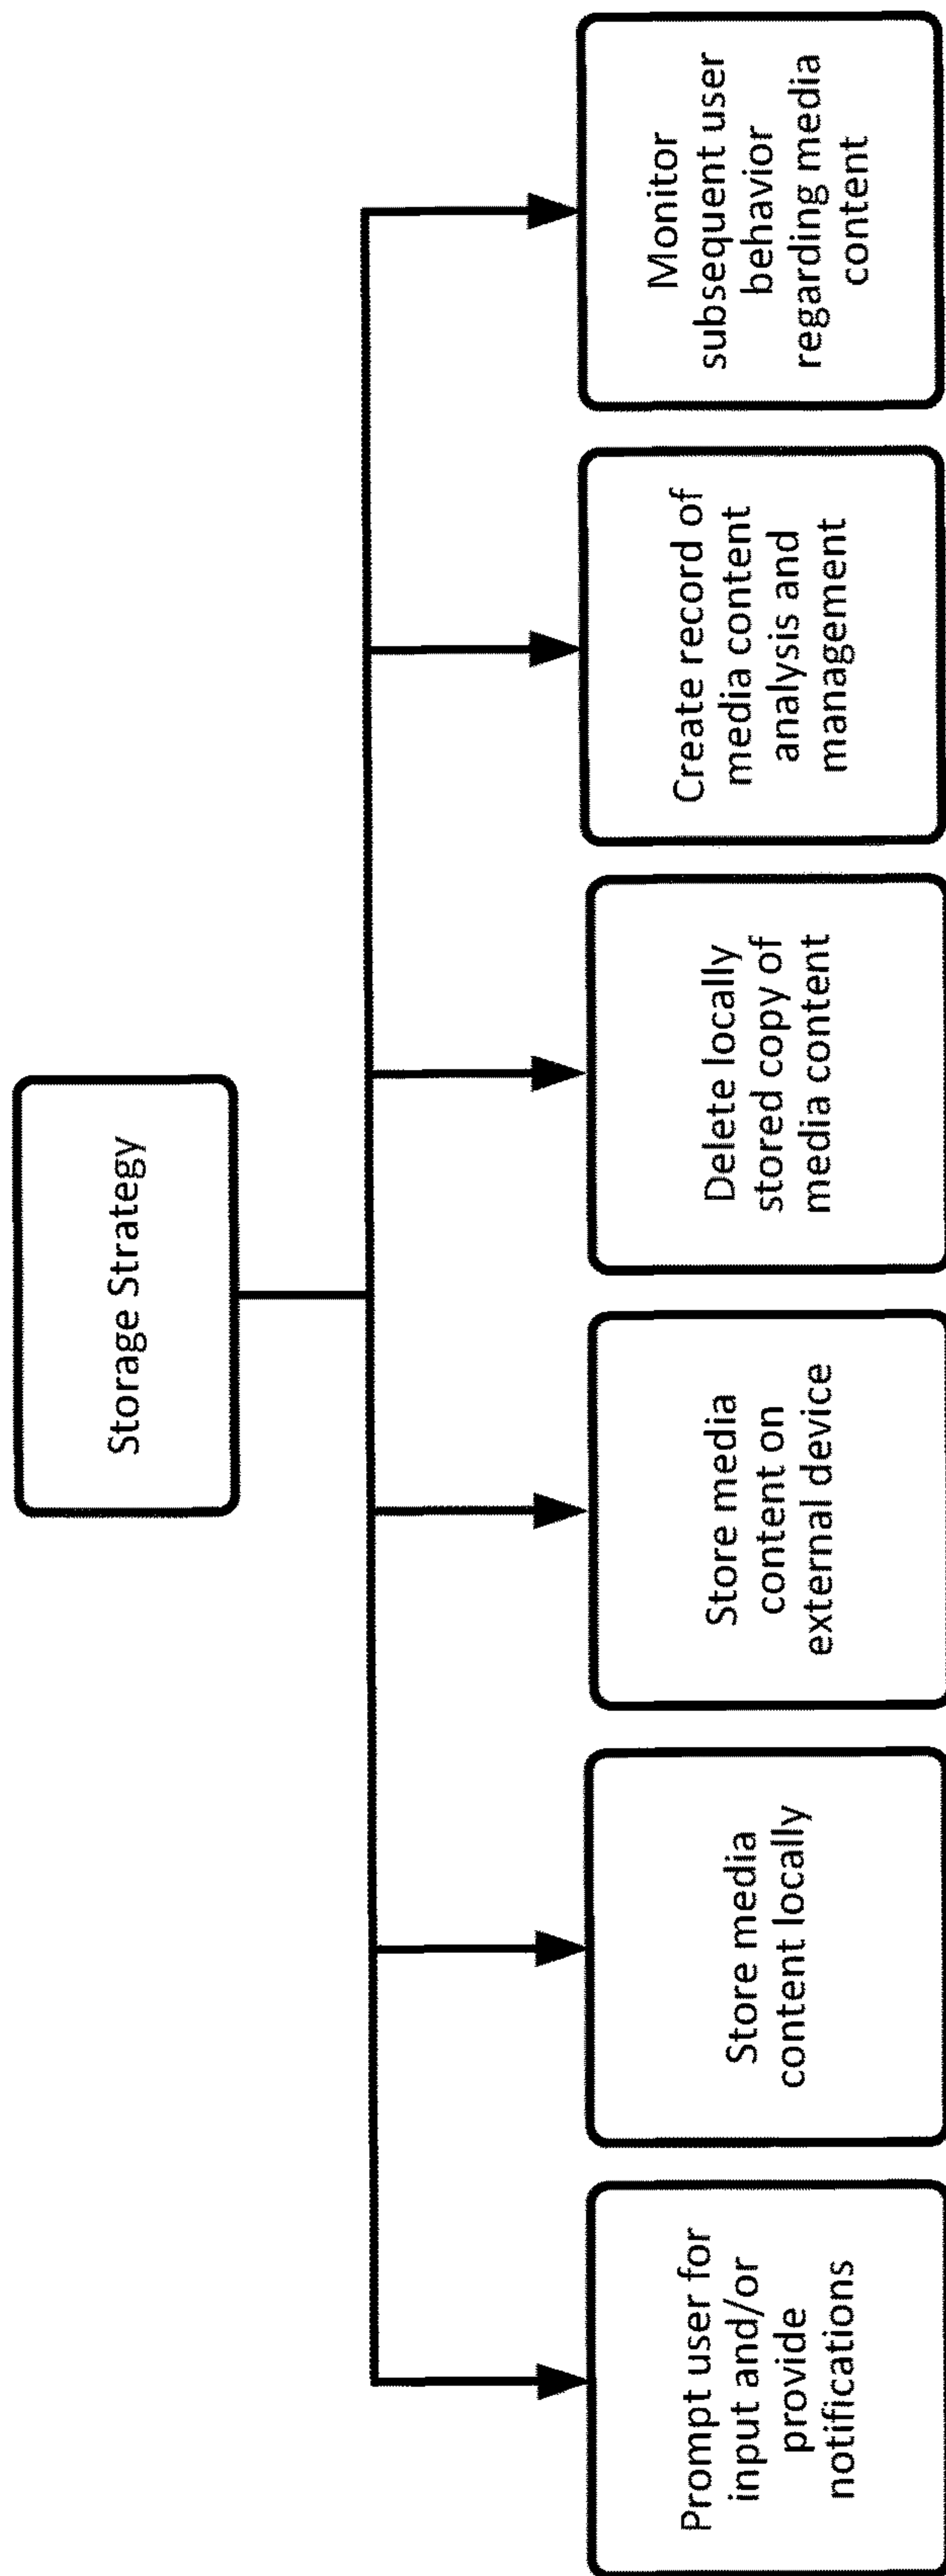 Storage Strategy
Prompt user for
input and/or
provide
notifications
Store media
content locally
Store media
content on
external device
Delete locally
stored copy of
media content
Create record of
media content
analysis and
management
Monitor
subsequent user
behavior
regarding media
content